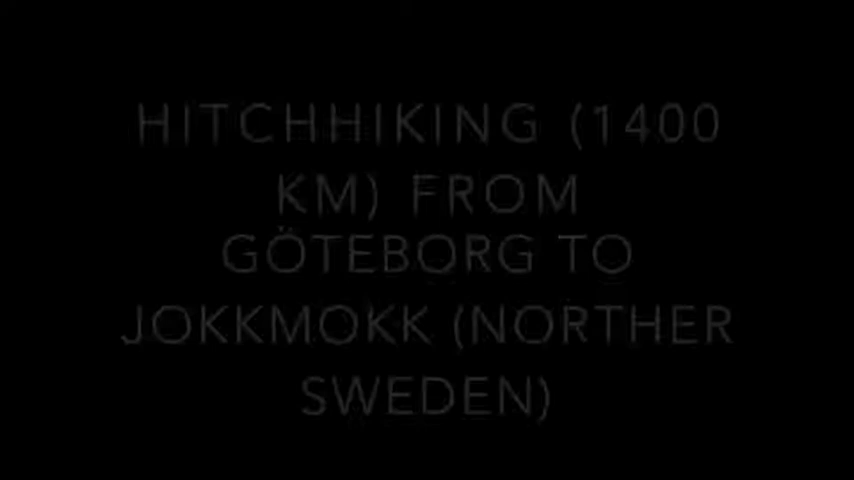 HITCHHIKING (1400
KM) FROM
GÖTEBORG TO
JOKKMOKK (NORTHER
SWEDEN)